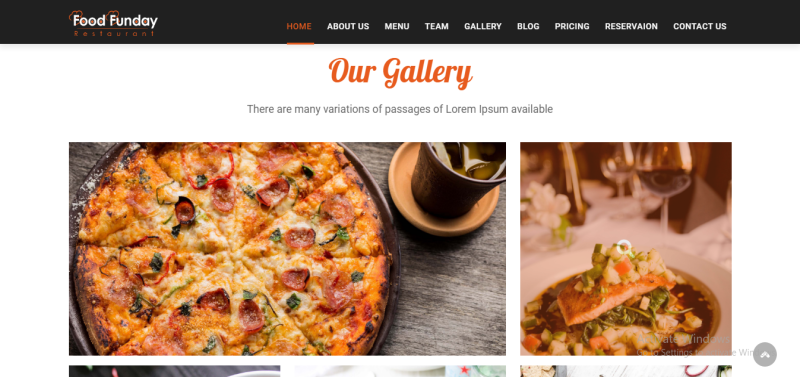 Food Funday
Restaurant
HOME ABOUT US MENU TEAM GALLERY BLOG PRICING RESERVAION CONTACT US
Our Gallery
There are many variations of passages of Lorem Ipsum available